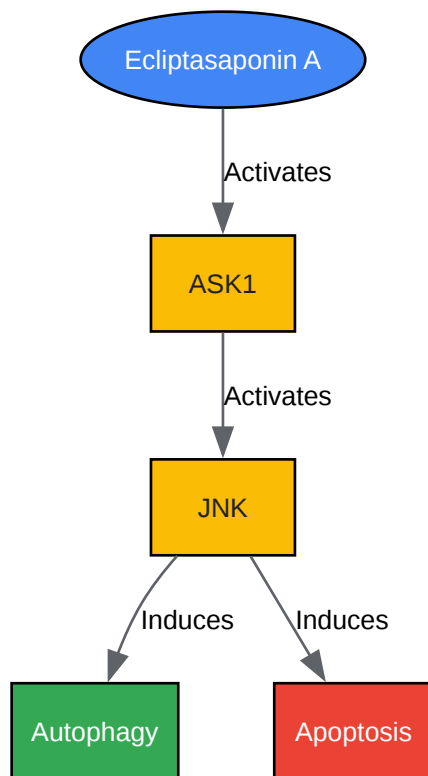 Ecliptasaponin A
Activates
ASK1
Activates
JNK
Induces
Induces
Autophagy
Apoptosis